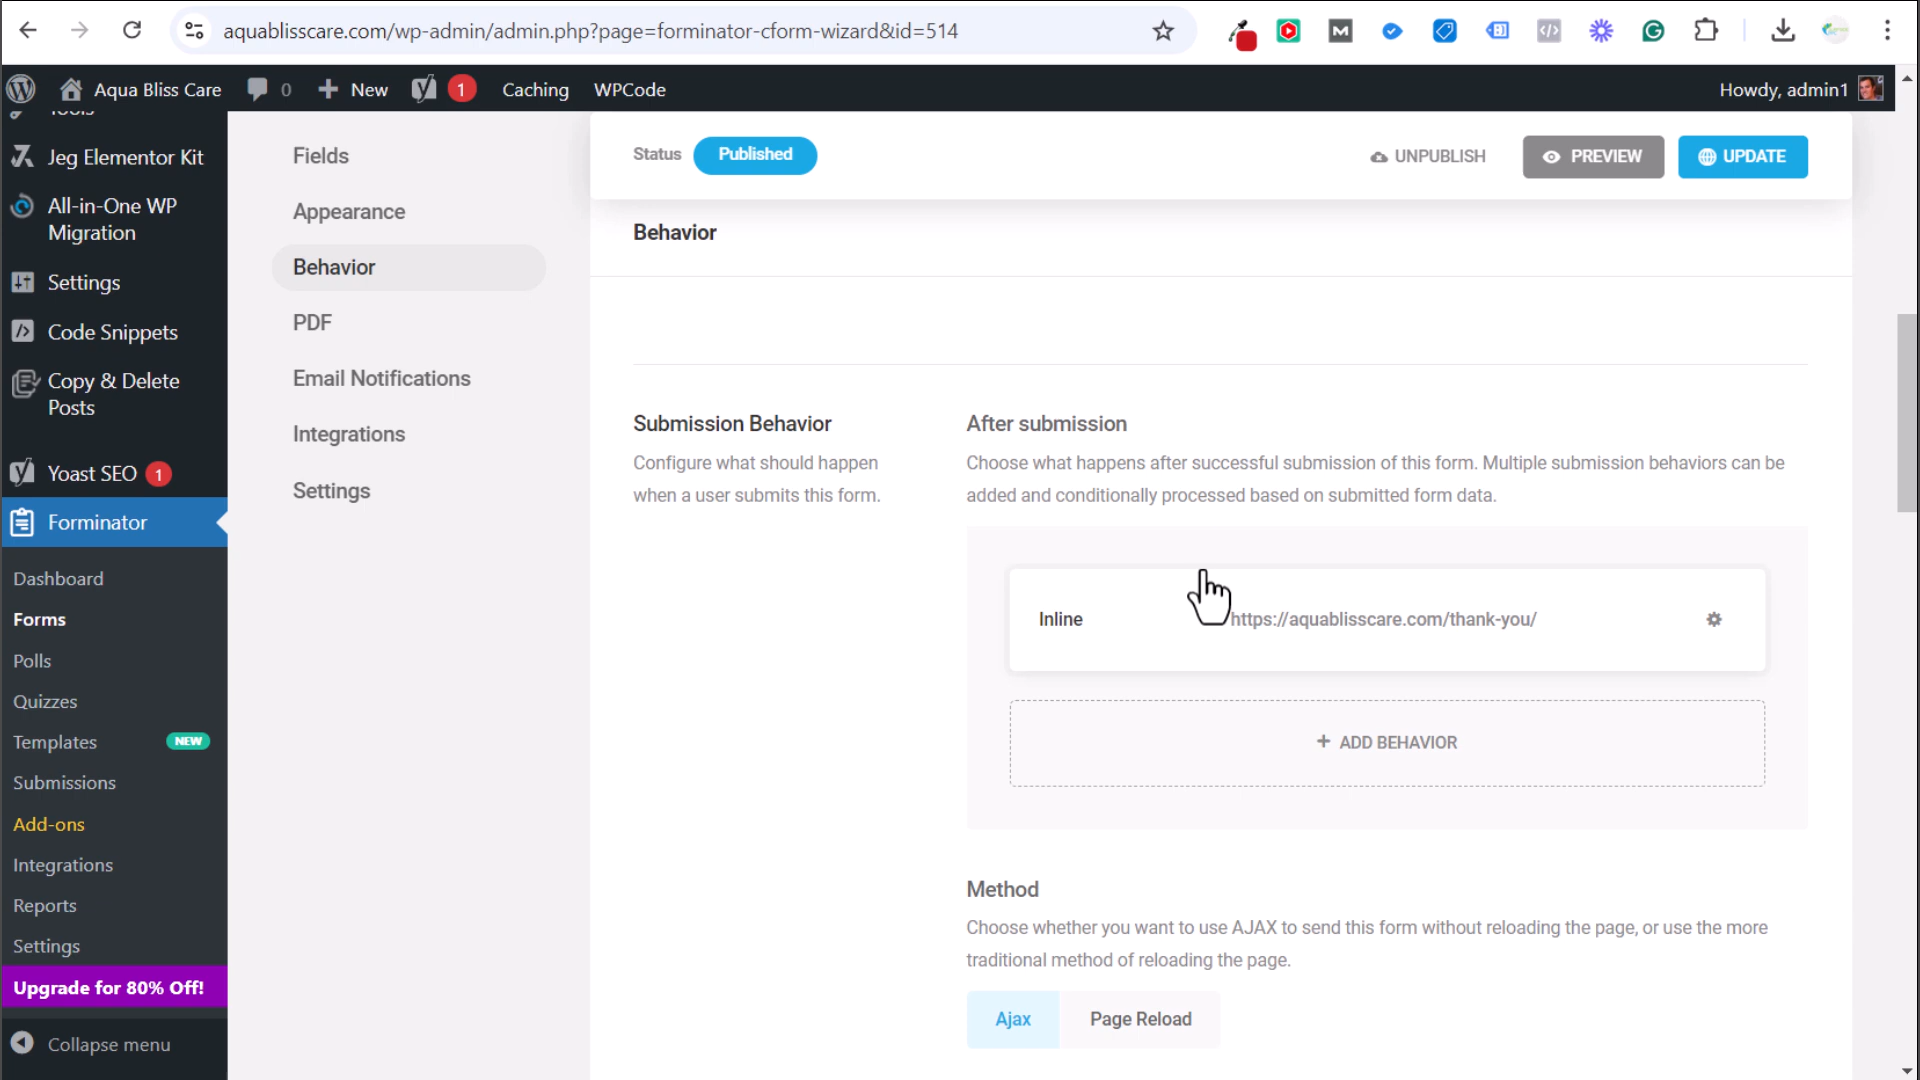 aquablisscare.com/wp-admin/admin.php?page=forminator-cform-wizard&id=514
Aqua Bliss Care
0
New
1
Caching
WPCode
Howdy, admin1
Tools
Jeg Elementor Kit
All-in-One WP
Migration
Settings
Code Snippets
Copy & Delete
Posts
Yoast SEO 1
Forminator
Dashboard
Forms
Polls
Quizzes
Templates NEW
Submissions
Add-ons
Integrations
Reports
Settings
Upgrade for 80% Off!
Collapse menu
Fields
Appearance
Behavior
PDF
Email Notifications
Integrations
Settings
Status Published
UNPUBLISH
PREVIEW
UPDATE
Behavior
Submission Behavior
Configure what should happen
when a user submits this form.
After submission
Choose what happens after successful submission of this form. Multiple submission behaviors can be
added and conditionally processed based on submitted form data.
Inline
https://aquablisscare.com/thank-you/
+ ADD BEHAVIOR
Method
Choose whether you want to use AJAX to send this form without reloading the page, or use the more
traditional method of reloading the page.
Ajax
Page Reload